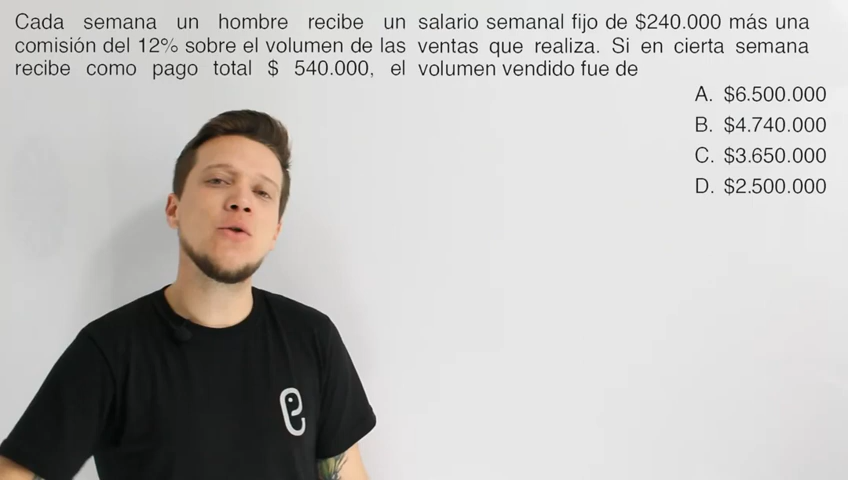 Cada semana un hombre recibe un salario semanal fijo de $240.000 más una
comisión del 12% sobre el volumen de las ventas que realiza. Si en cierta semana
recibe como pago total $ 540.000, el volumen vendido fue de
A. $6.500.000
B. $4.740.000
C. $3.650.000
D. $2.500.000